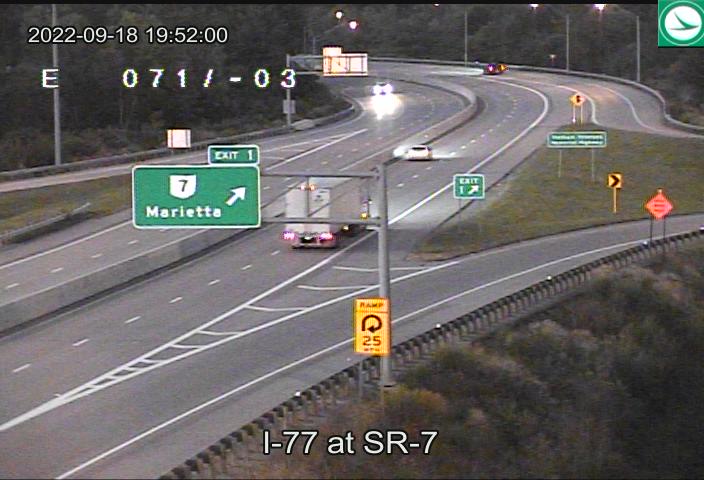 2022-09-18 19:52:00
E 071/-03
EXIT 1
7
Marietta
EXIT
1
RAMP
25
MPH
I-77 at SR-7